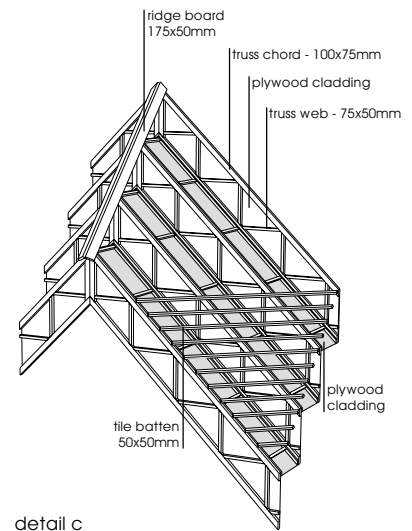 ridge board
175x50mm
truss chord - 100x75mm
plywood cladding
truss web - 75x50mm
plywood
cladding
tile batten
50x50mm
detail c